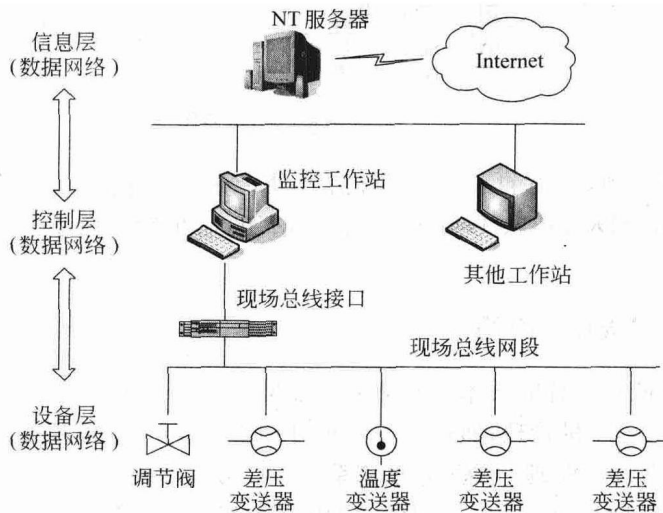 NT 服务器
信息层
(数据网络)
Internet
监控工作站
控制层
(数据网络)
其他工作站
现场总线接口
现场总线网段
设备层
(数据网络)
调节阀
差压
变送器
温度
变送器
差压
变送器
差压
变送器